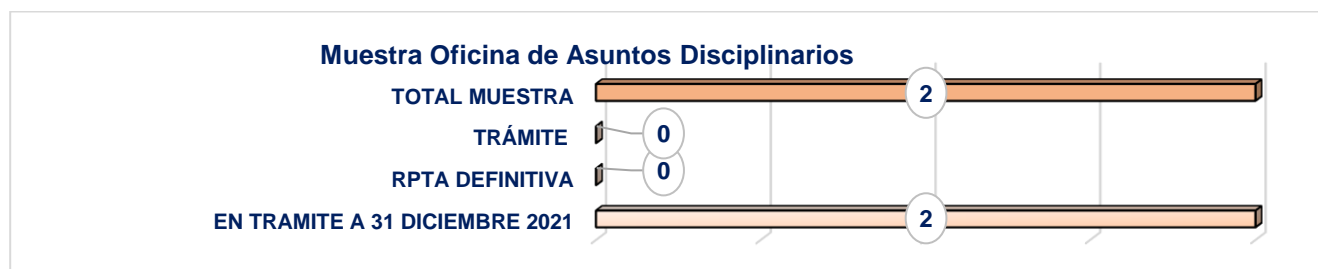 Muestra Oficina de Asuntos Disciplinarios
TOTAL MUESTRA 2
TRÁMITE 0
RPTA DEFINITIVA 0
EN TRAMITE A 31 DICIEMBRE 2021 2